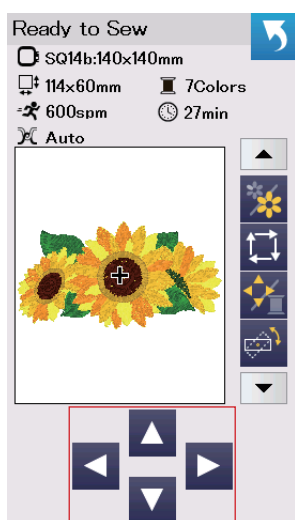 Ready to Sew
SQ14b:140x140mm
114x60mm 7Colors
600spm 27min
Auto